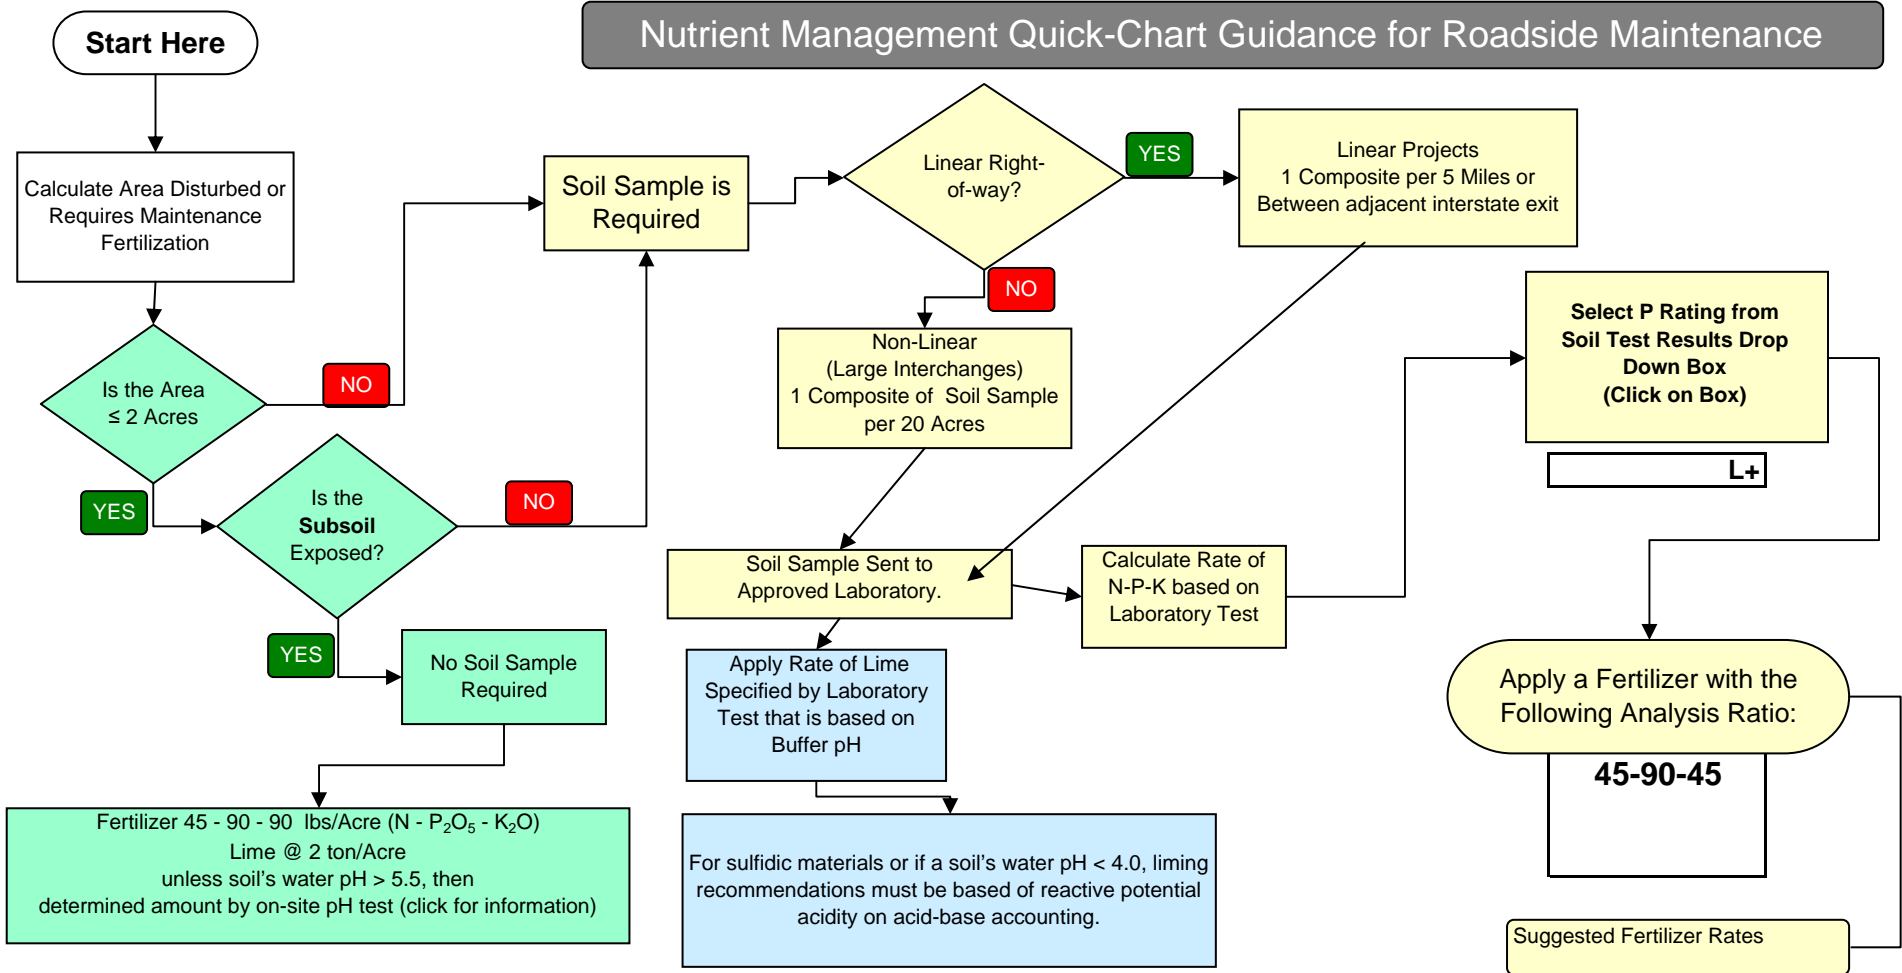 Start Here
Nutrient Management Quick-Chart Guidance for Roadside Maintenance
Calculate Area Disturbed or
Requires Maintenance
Fertilization
Is the Area
≤ 2 Acres
NO
YES
Is the
Subsoil
Exposed?
NO
YES
No Soil Sample
Required
Fertilizer 45 - 90 - 90 lbs/Acre (N - P₂O₅ - K₂O)
Lime @ 2 ton/Acre
unless soil's water pH > 5.5, then
determined amount by on-site pH test (click for information)
Soil Sample is
Required
Linear Right-
of-way?
YES
NO
Linear Projects
1 Composite per 5 Miles or
Between adjacent interstate exit
Non-Linear
(Large Interchanges)
1 Composite of Soil Sample
per 20 Acres
Soil Sample Sent to
Approved Laboratory.
Apply Rate of Lime
Specified by Laboratory
Test that is based on
Buffer pH
For sulfidic materials or if a soil's water pH < 4.0, liming
recommendations must be based of reactive potential
acidity on acid-base accounting.
Calculate Rate of
N-P-K based on
Laboratory Test
Select P Rating from
Soil Test Results Drop
Down Box
(Click on Box)
L+
Apply a Fertilizer with the
Following Analysis Ratio:
45-90-45
Suggested Fertilizer Rates